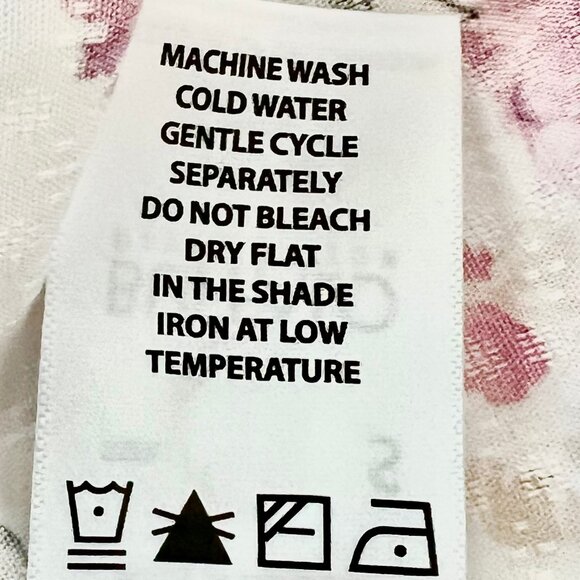 MACHINE WASH
COLD WATER
GENTLE CYCLE
SEPARATELY
DO NOT BLEACH
DRY FLAT
IN THE SHADE
IRON AT LOW
TEMPERATURE